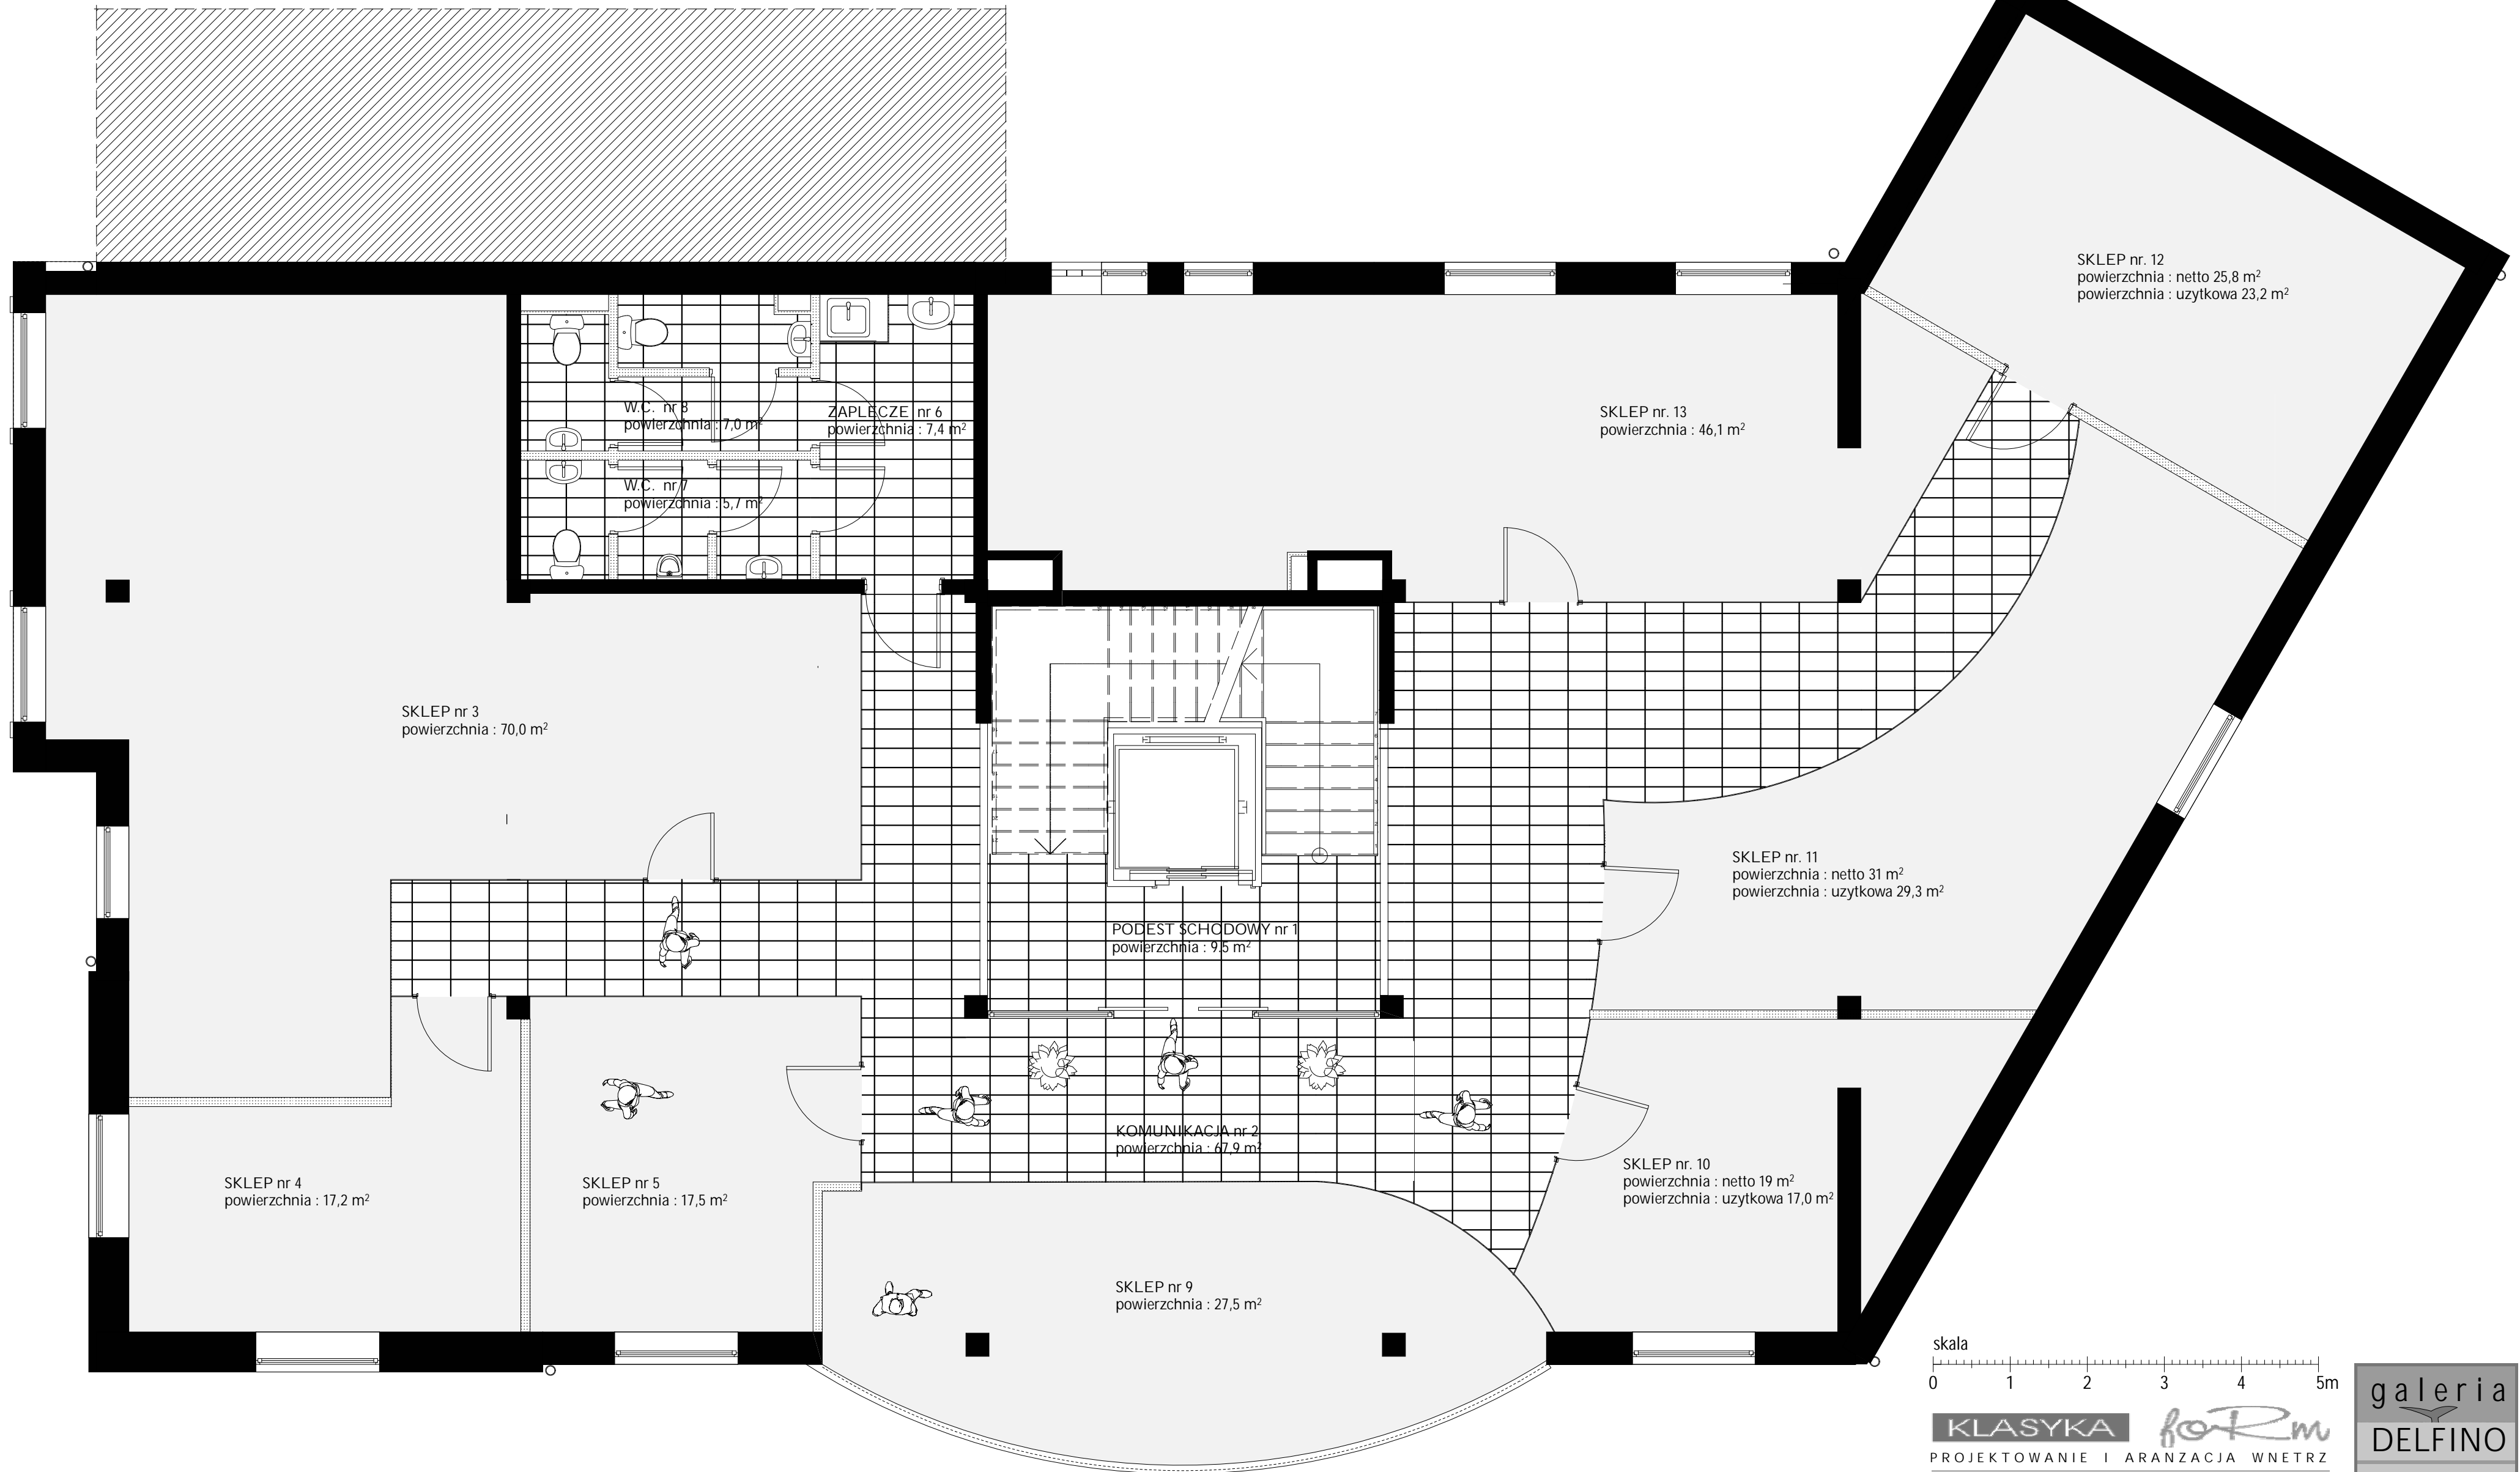 SKLEP nr. 12
powierzchnia : netto 25,8 m²
powierzchnia : uzytkowa 23,2 m²
W.C. nr 8
powierzchnia : 7,0 m²
ZAPLECZE nr 6
powierzchnia : 7,4 m²
SKLEP nr. 13
powierzchnia : 46,1 m²
W.C. nr 7
powierzchnia : 5,7 m²
SKLEP nr 3
powierzchnia : 70,0 m²
SKLEP nr. 11
powierzchnia : netto 31 m²
powierzchnia : uzytkowa 29,3 m²
PODEST SCHODOWY nr 1
powierzchnia : 9.5 m²
KOMUNIKACJA nr 2
powierzchnia : 67,9 m²
SKLEP nr. 10
powierzchnia : netto 19 m²
powierzchnia : uzytkowa 17,0 m²
SKLEP nr 4
powierzchnia : 17,2 m²
SKLEP nr 5
powierzchnia : 17,5 m²
SKLEP nr 9
powierzchnia : 27,5 m²
skala
0 1 2 3 4 5m
KLASYKA foRm
PROJEKTOWANIE I ARANZACJA WNETRZ
galeria
DELFINO